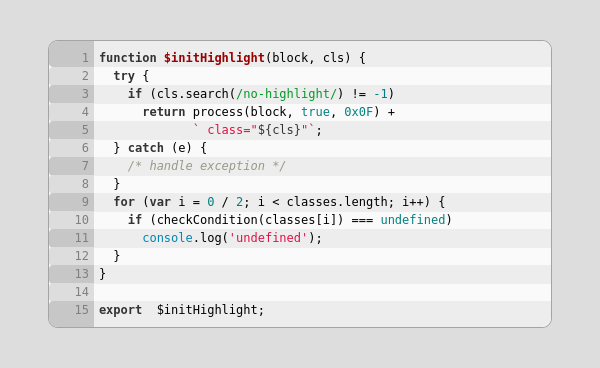 1 function $initHighlight(block, cls) {
2   try {
3     if (cls.search(/no-highlight/) != -1)
4       return process(block, true, 0x0F) +
5              ` class="${cls}"`;
6   } catch (e) {
7     /* handle exception */
8   }
9   for (var i = 0 / 2; i < classes.length; i++) {
10     if (checkCondition(classes[i]) === undefined)
11       console.log('undefined');
12   }
13 }
14
15 export  $initHighlight;